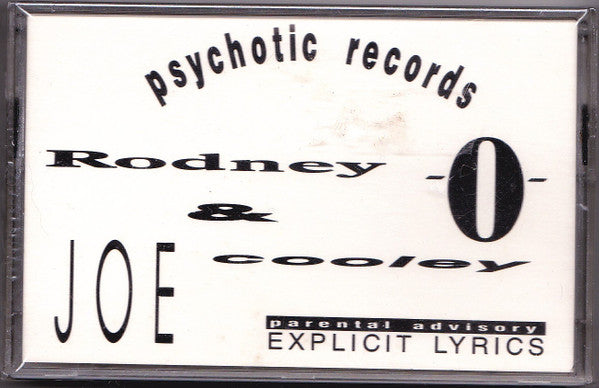 psychotic records
Rodney -O-
&
JOE cooley
parental advisory
EXPLICIT LYRICS